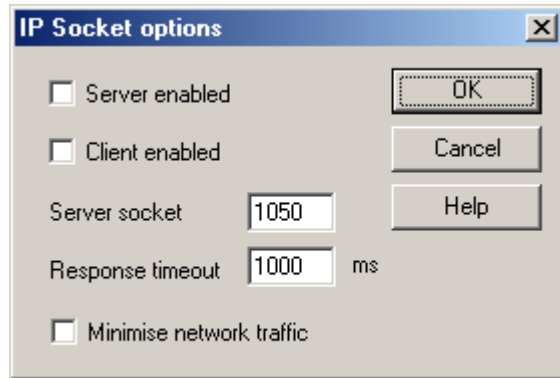 IP Socket options
Server enabled
OK
Client enabled
Cancel
Server socket 1050
Help
Response timeout 1000 ms
Minimise network traffic